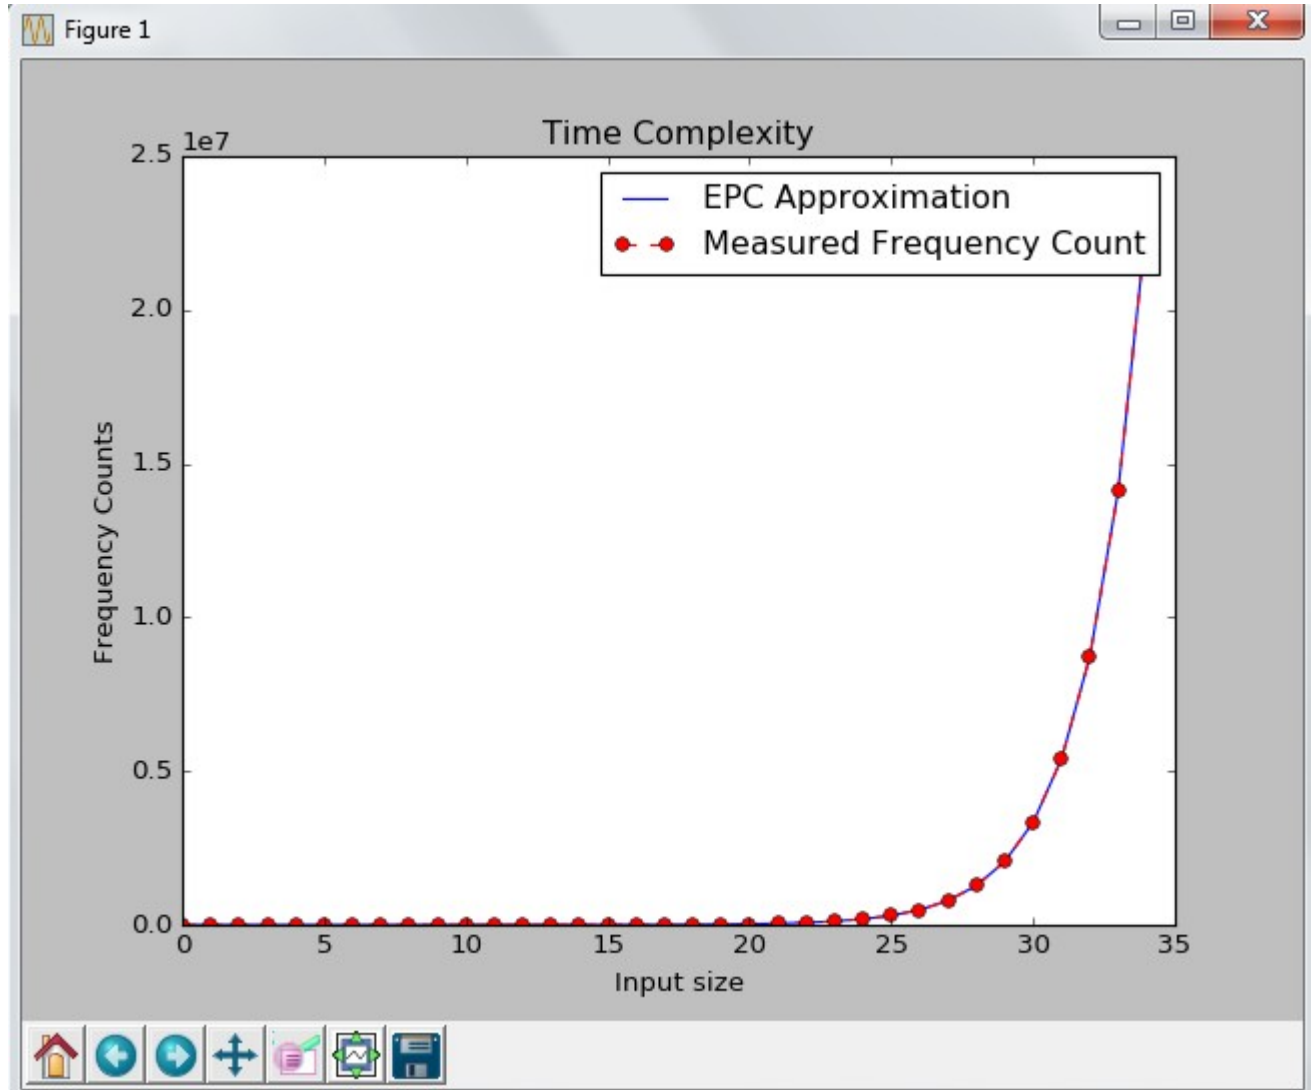 Figure 1
Time Complexity
1e7
2.5
2.0
1.5
1.0
0.5
0.0
Frequency Counts
EPC Approximation
Measured Frequency Count
0 5 10 15 20 25 30 35
Input size